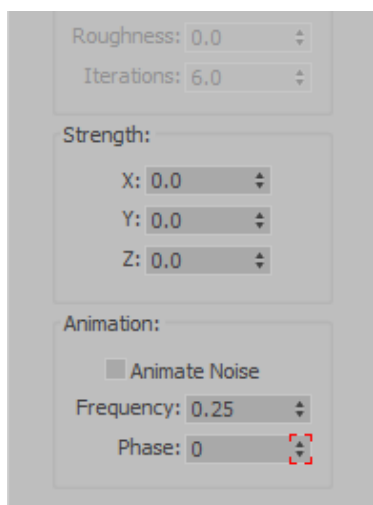 Roughness: 0.0
Iterations: 6.0
Strength:
X: 0.0
Y: 0.0
Z: 0.0
Animation:
Animate Noise
Frequency: 0.25
Phase: 0